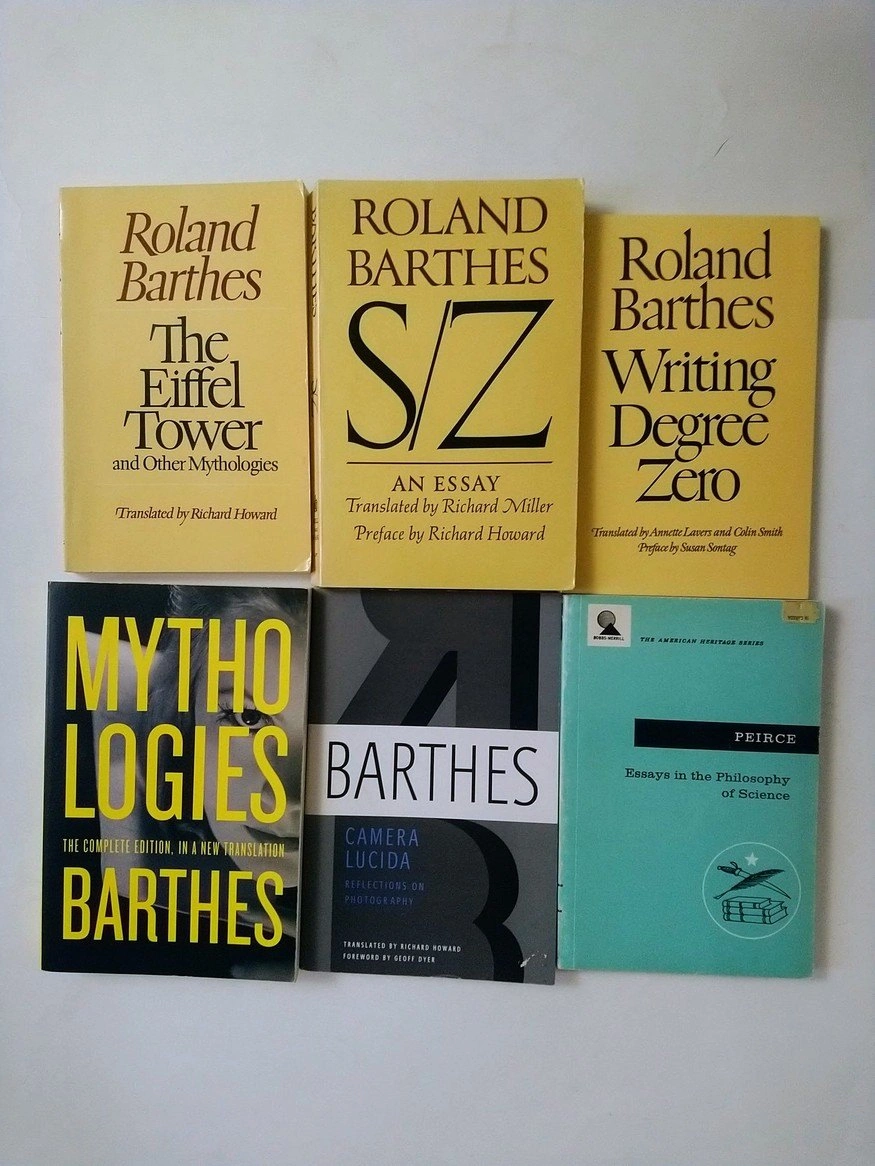 Roland
Barthes
The
Eiffel
Tower
and Other Mythologies
Translated by Richard Howard
ROLAND
BARTHES
S/Z
AN ESSAY
Translated by Richard Miller
Preface by Richard Howard
Roland
Barthes
Writing
Degree
Zero
Translated by Annette Lavers and Colin Smith
Preface by Susan Sontag
MYTHO
LOGIES
THE COMPLETE EDITION, IN A NEW TRANSLATION
BARTHES
BARTHES
CAMERA
LUCIDA
REFLECTIONS ON
PHOTOGRAPHY
TRANSLATED BY RICHARD HOWARD
FOREWORD BY GEOFF DYER
BOBBS-MERRILL
THE AMERICAN HERITAGE SERIES
PEIRCE
Essays in the Philosophy
of Science